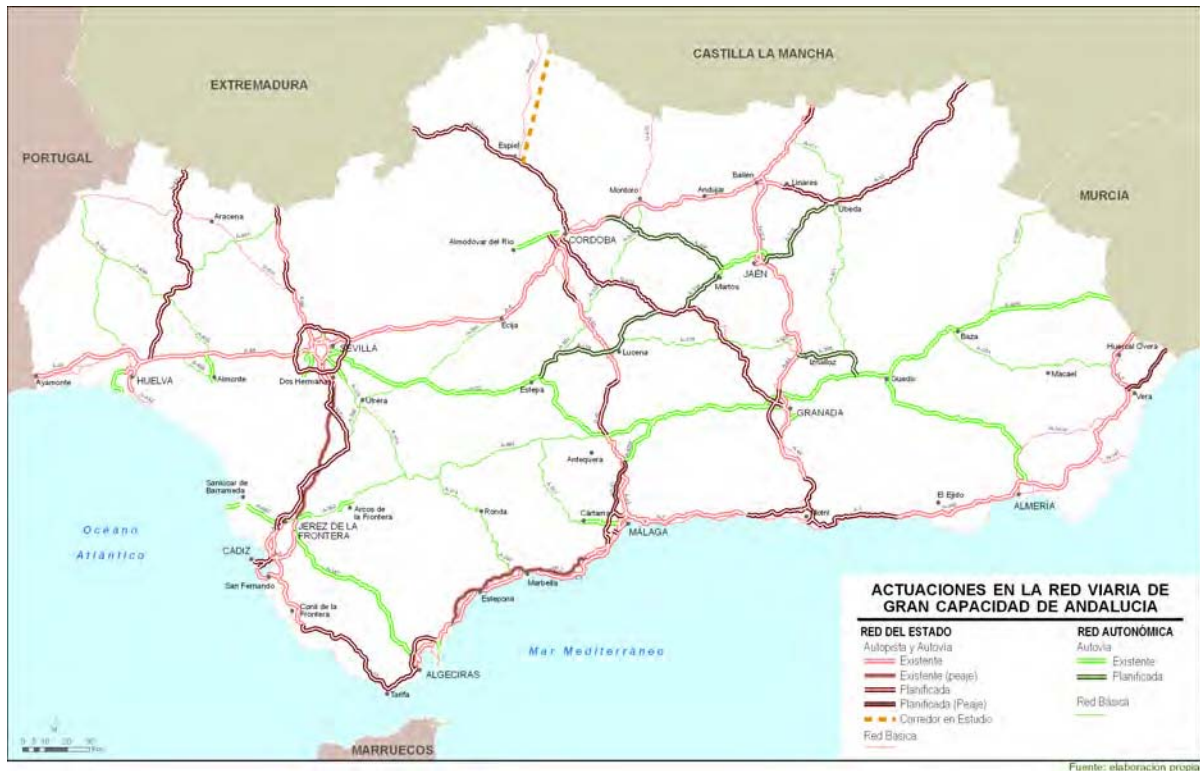 CASTILLA LA MANCHA
EXTREMADURA
PORTUGAL
MURCIA
Espiel
Montoro
Andújar
Bailén
Linares
Úbeda
Aracena
CÓRDOBA
Almodovar del Río
JAÉN
Martos
Écija
SEVILLA
Lucena
Baza
Huercal Overa
Ayamonte
HUELVA
Almonte
Dos Hermanas
Estepa
Iznalloz
Guadix
Macael
Vera
Utrera
GRANADA
Antequera
Sanlúcar de
Barrameda
Arcos de
la Frontera
Ronda
Cártama
El Ejido
ALMERÍA
Motril
MÁLAGA
JEREZ DE LA
FRONTERA
Océano
Atlántico
CÁDIZ
San Fernando
Marbella
Estepona
Conil de la
Frontera
Mar Mediterráneo
ALGECIRAS
Tarifa
MARRUECOS
ACTUACIONES EN LA RED VIARIA DE
GRAN CAPACIDAD DE ANDALUCIA
RED DEL ESTADO
Autopista y Autovía
Existente
Existente (peaje)
Planificada
Planificada (Peaje)
Corredor en Estudio
Red Básica
RED AUTONÓMICA
Autovía
Existente
Planificada
Red Básica
Fuente: elaboración propia